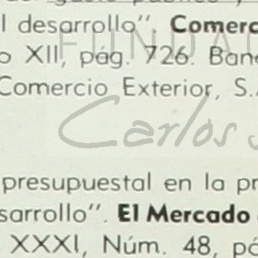 l desarrollo". Comerc
o XII, pág. 726. Ban
Comercio Exterior, S.
Carlos
presupuestal en la pr
sarrollo". El Mercado
XXXI, Núm. 48, pá